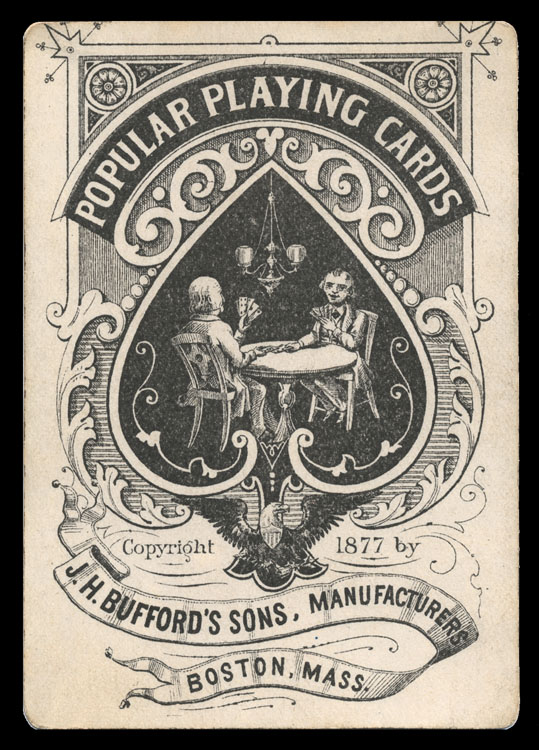 POPULAR PLAYING CARDS
Copyright 1877 by
J. H. BUFFORD'S SONS, MANUFACTURERS
BOSTON, MASS.